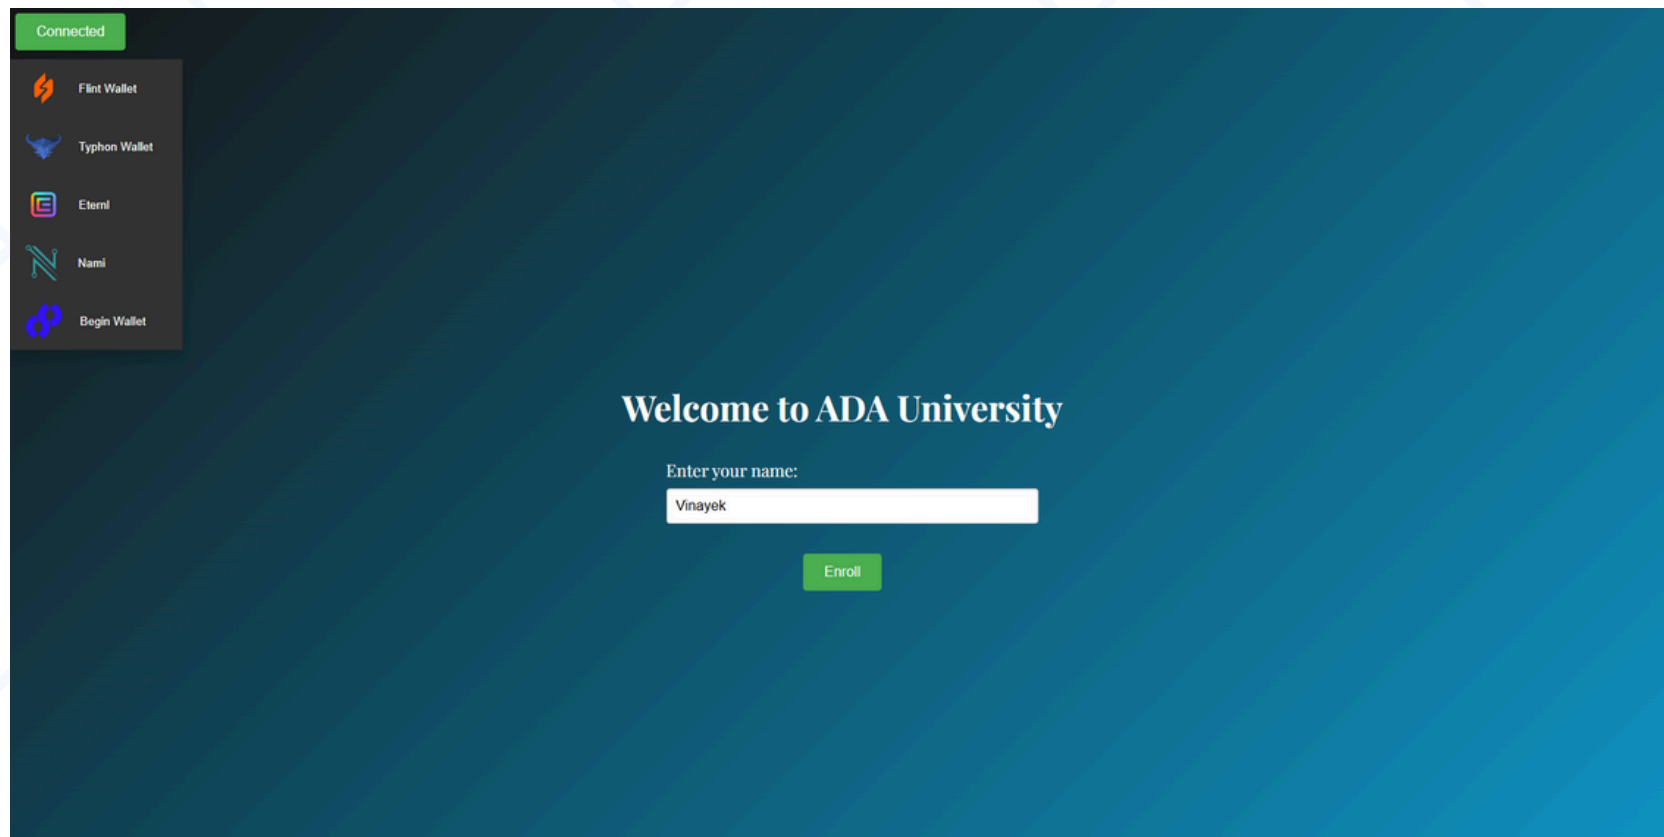 Connected
Flint Wallet
Typhon Wallet
Eternl
Nami
Begin Wallet
Welcome to ADA University
Enter your name:
Vinayek
Enroll